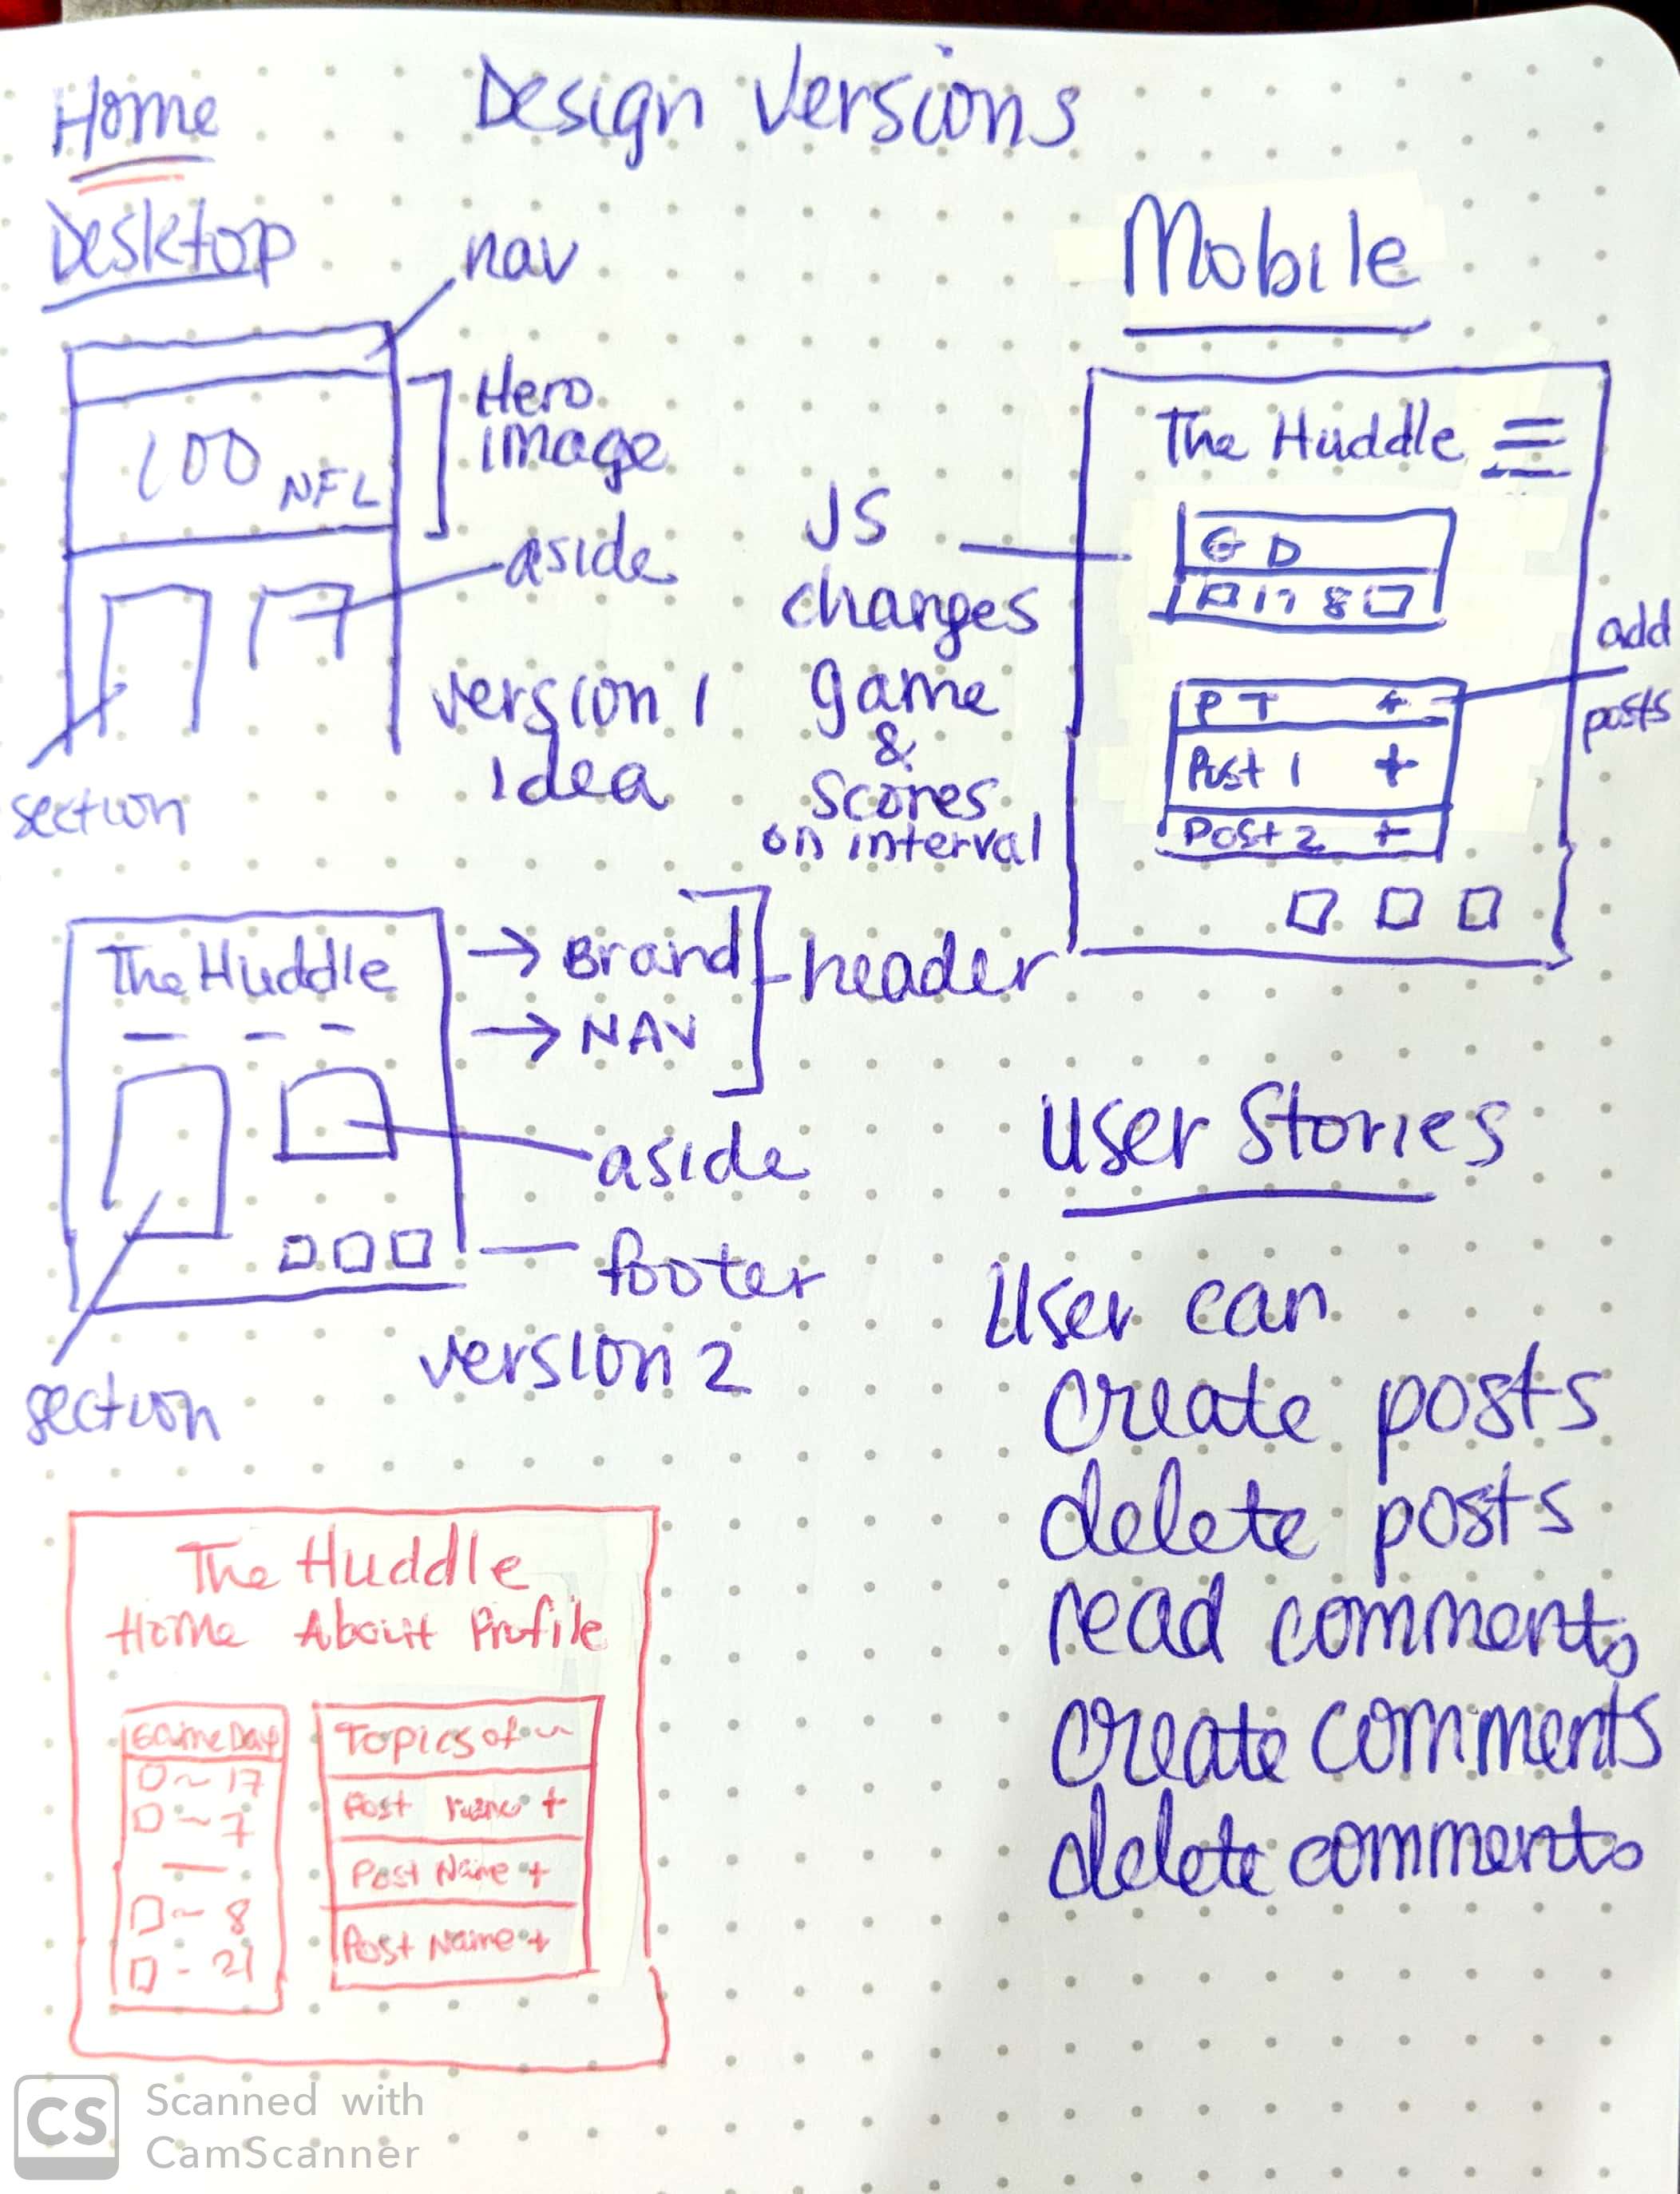 Home
Design Versions
Desktop
nav
100 NFL
Hero
image
aside
section
version 1
idea
Mobile
The Huddle
G D
17 8
P T +
Post 1 +
Post 2 +
JS
changes
game
&
scores
on interval
add
posts
The Huddle
→ Brand
→ NAV
header
aside
footer
section
version 2
User Stories
User can
create posts
delete posts
read comments
create comments
delete comments
The Huddle
Home About Profile
Game Day
17
7
8
21
Topics of
Post Name +
Post Name +
Post Name +
CS
Scanned with
CamScanner